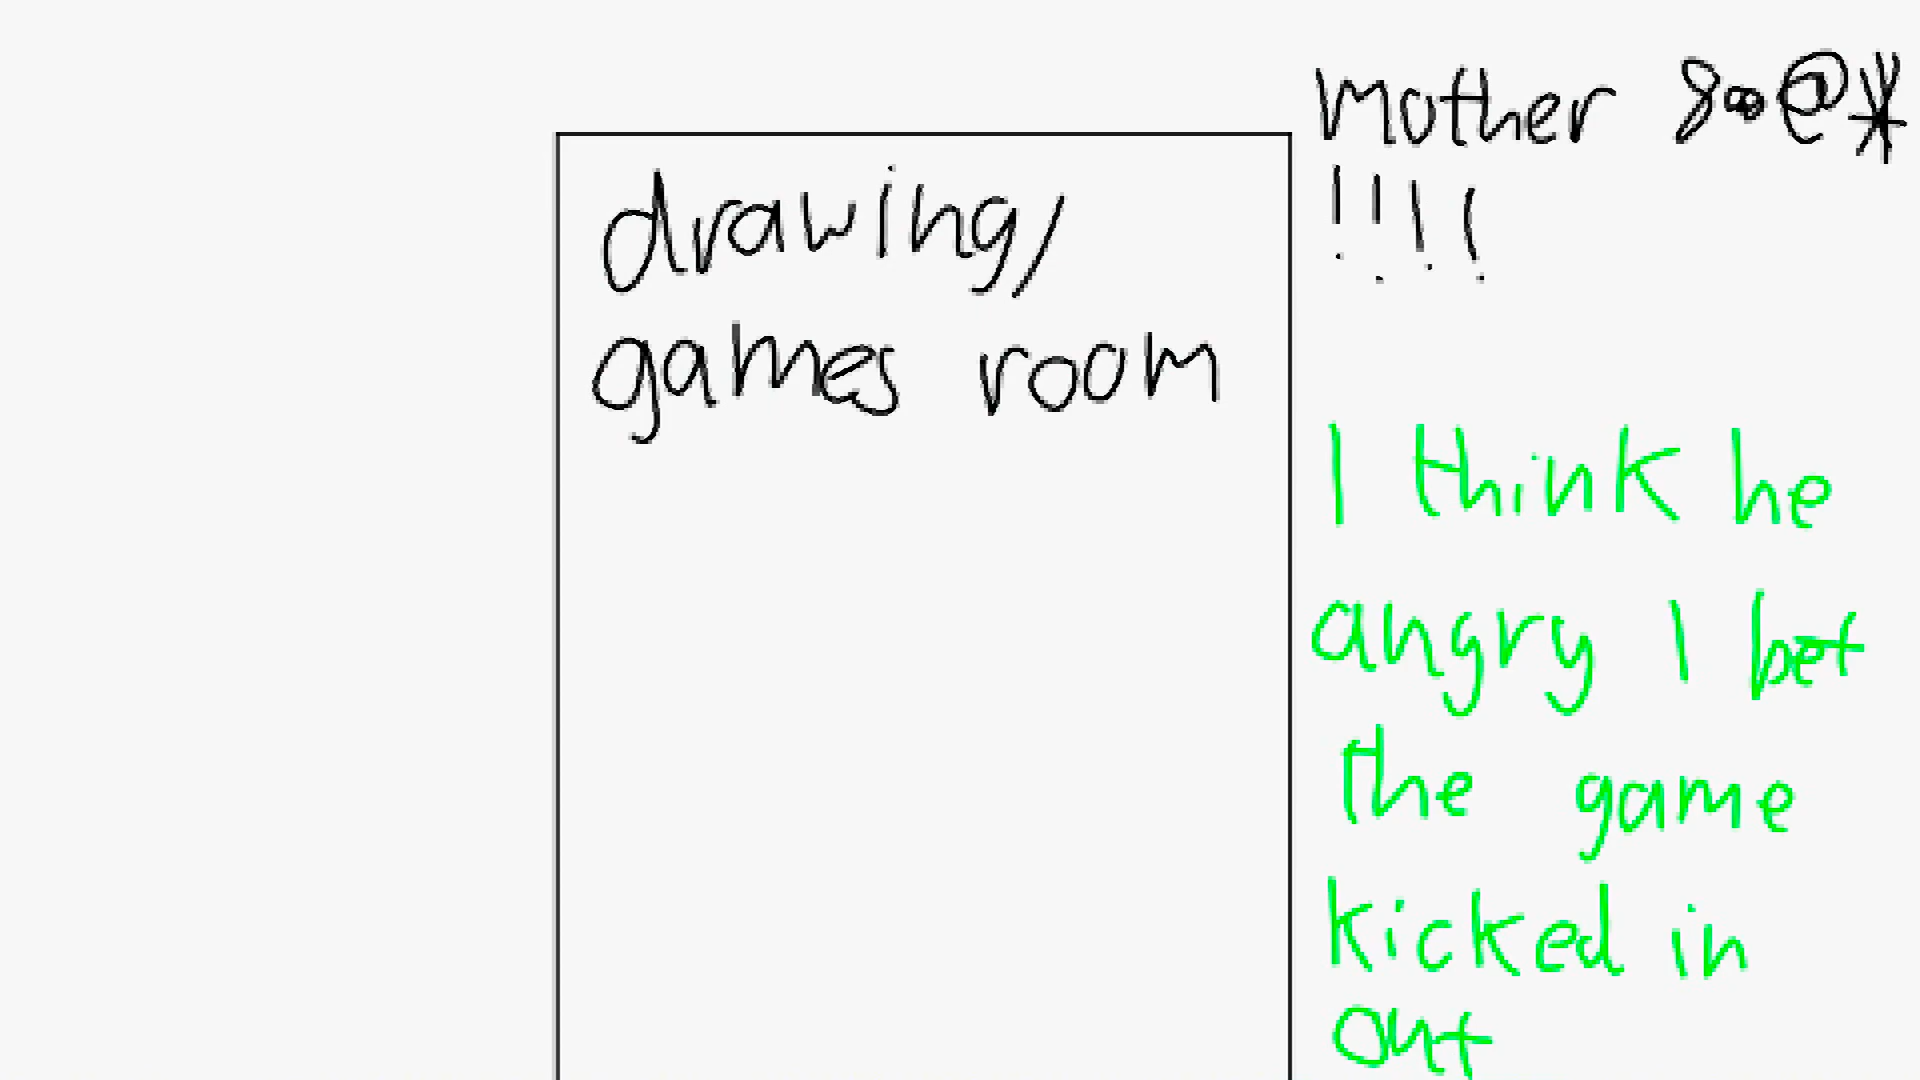 drawing/
games room
Mother &∞@*
!!!!
I think he
angry I bet
the game
kicked in
out